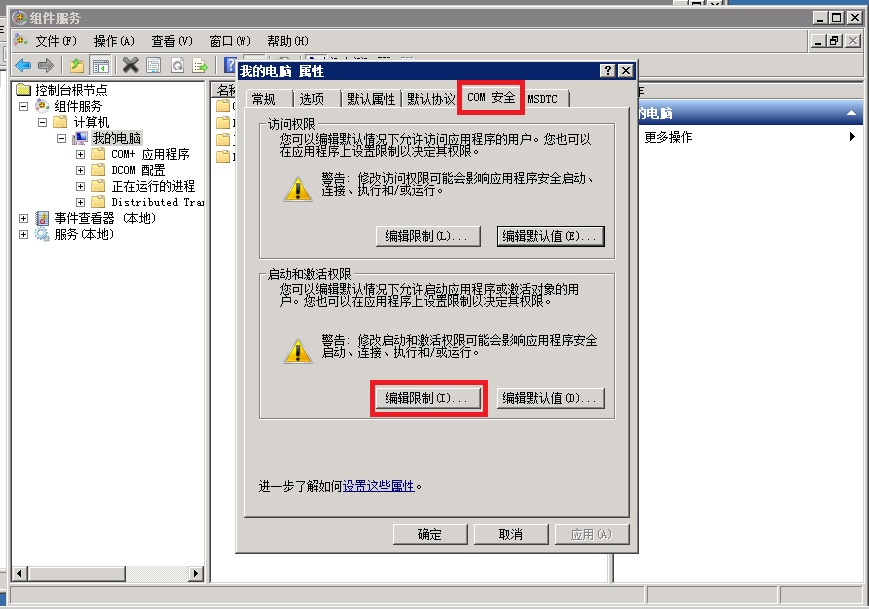 组件服务
文件(F) 操作(A) 查看(V) 窗口(W) 帮助(H)
控制台根节点
组件服务
计算机
我的电脑
COM+ 应用程序
DCOM 配置
正在运行的进程
Distributed Tra
事件查看器 (本地)
服务(本地)
名称
我的电脑 属性
常规 选项 默认属性 默认协议 COM 安全 MSDTC
访问权限
您可以编辑默认情况下允许访问应用程序的用户。您也可以
在应用程序上设置限制以决定其权限。
警告: 修改访问权限可能会影响应用程序安全启动、
连接、执行和/或运行。
编辑限制(L)... 编辑默认值(E)...
启动和激活权限
您可以编辑默认情况下允许启动应用程序或激活对象的用
户。您也可以在应用程序上设置限制以决定其权限。
警告: 修改启动和激活权限可能会影响应用程序安全
启动、连接、执行和/或运行。
编辑限制(I)... 编辑默认值(D)...
进一步了解如何设置这些属性。
确定 取消 应用(A)
的电脑
更多操作